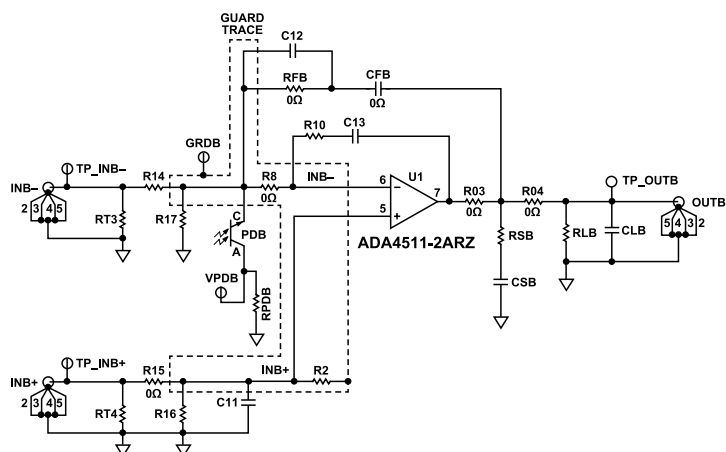 GUARD
TRACE
C12
RFB
0Ω
CFB
0Ω
R10
C13
GRDB
TP_INB–
INB–
2 3 4 5
R14
RT3
R17
R8
0Ω
INB–
6
5
7
–
+
U1
ADA4511-2ARZ
R03
0Ω
R04
0Ω
TP_OUTB
OUTB
5 4 3 2
RSB
CSB
RLB
CLB
C
PDB
A
VPDB
RPDB
TP_INB+
INB+
2 3 4 5
R15
0Ω
RT4
R16
C11
INB+
R2